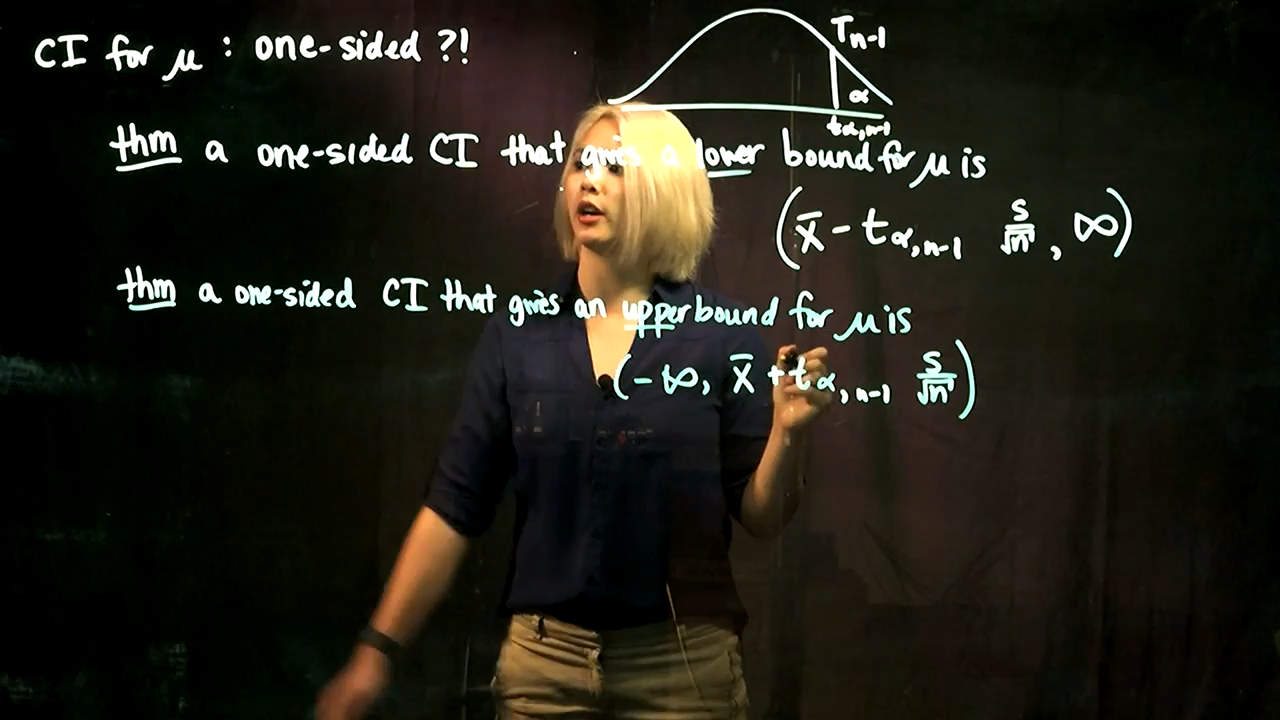 CI for μ : one-sided ?!
T n-1
α
tα, n-1
thm a one-sided CI that gives a lower bound for μ is
(x̄ - tα, n-1 s/√n , ∞)
thm a one-sided CI that gives an upper bound for μ is
(-∞, x̄ + tα, n-1 s/√n)